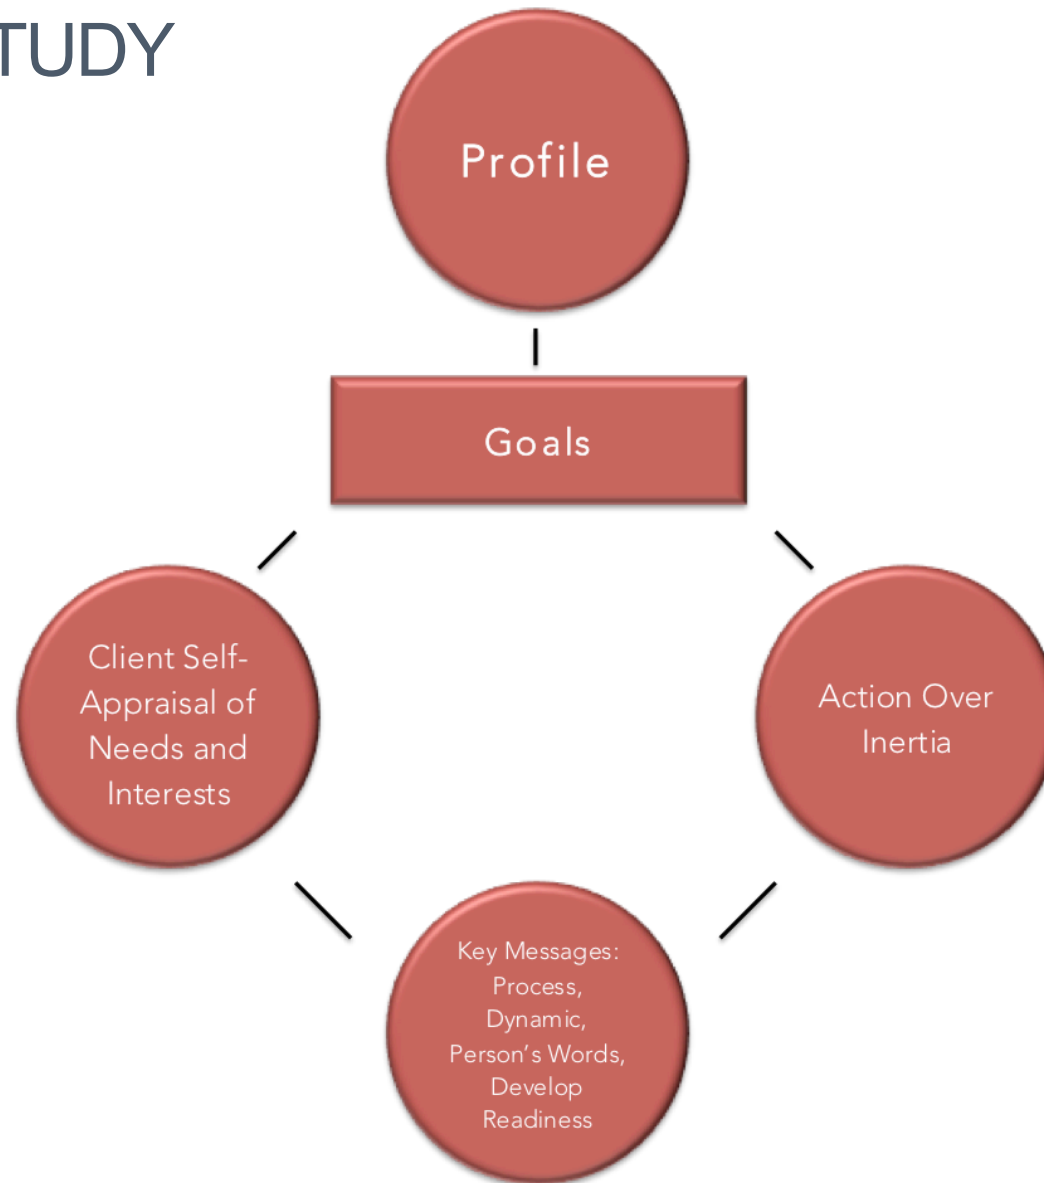 TUDY
Profile
Goals
Client Self-
Appraisal of
Needs and
Interests
Action Over
Inertia
Key Messages:
Process,
Dynamic,
Person’s Words,
Develop
Readiness